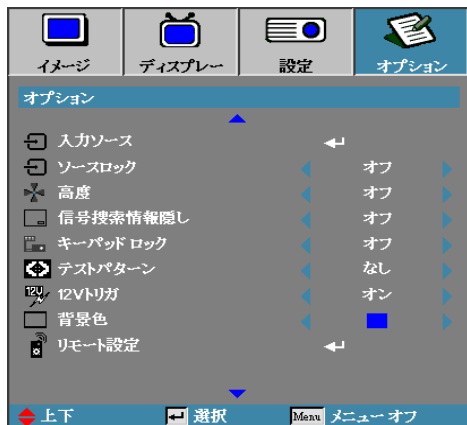 イメージ ディスプレー 設定 オプション
オプション
入力ソース
ソースロック オフ
高度 オフ
信号捜索情報隠し オフ
キーパッド ロック オフ
テストパターン なし
12V 12Vトリガ オン
背景色
リモート設定
上下 選択 Menu メニュー オフ